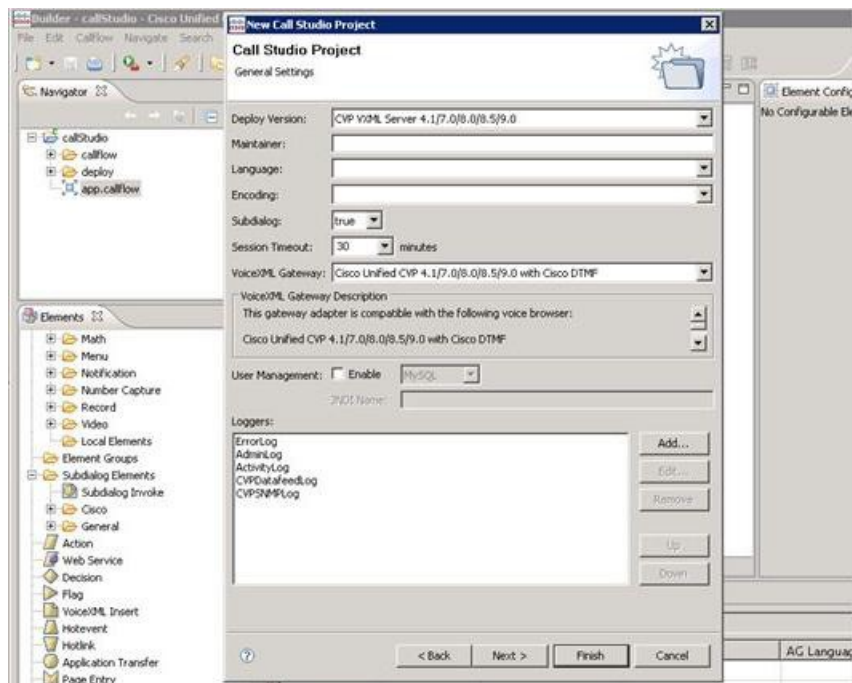 Builder - callStudio - Cisco Unified
File Edit Callflow Navigate Search
Navigator
callStudio
callflow
deploy
app.callflow
Elements
Math
Menu
Notification
Number Capture
Record
Video
Local Elements
Element Groups
Subdialog Elements
Subdialog Invoke
Cisco
General
Action
Web Service
Decision
Flag
VoiceXML Insert
Hotevent
Hotlink
Application Transfer
Page Entry
New Call Studio Project
Call Studio Project
General Settings
Deploy Version: CVP VXML Server 4.1/7.0/8.0/8.5/9.0
Maintainer:
Language:
Encoding:
Subdialog: true
Session Timeout: 30 minutes
VoiceXML Gateway: Cisco Unified CVP 4.1/7.0/8.0/8.5/9.0 with Cisco DTMF
VoiceXML Gateway Description
This gateway adapter is compatible with the following voice browser:
Cisco Unified CVP 4.1/7.0/8.0/8.5/9.0 with Cisco DTMF
User Management: Enable MySQL
JNDI Name:
Loggers:
ErrorLog
AdminLog
ActivityLog
CVPDatafeedLog
CVPSNMPLog
Add...
Edit...
Remove
Up
Down
< Back Next > Finish Cancel
Element Config
No Configurable Ele
AG Languag